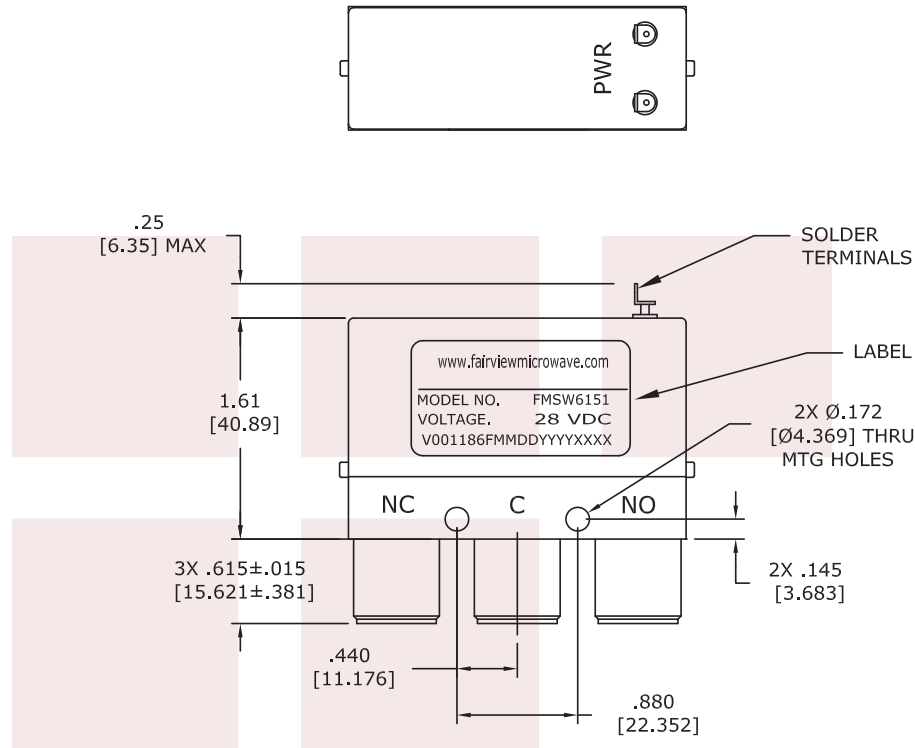 PWR
.25
[6.35] MAX
SOLDER
TERMINALS
www.fairviewmicrowave.com
MODEL NO. FMSW6151
VOLTAGE. 28 VDC
V001186FMMDDYYYYXXXX
LABEL
1.61
[40.89]
2X Ø.172
[Ø4.369] THRU
MTG HOLES
NC C NO
3X .615±.015
[15.621±.381]
2X .145
[3.683]
.440
[11.176]
.880
[22.352]